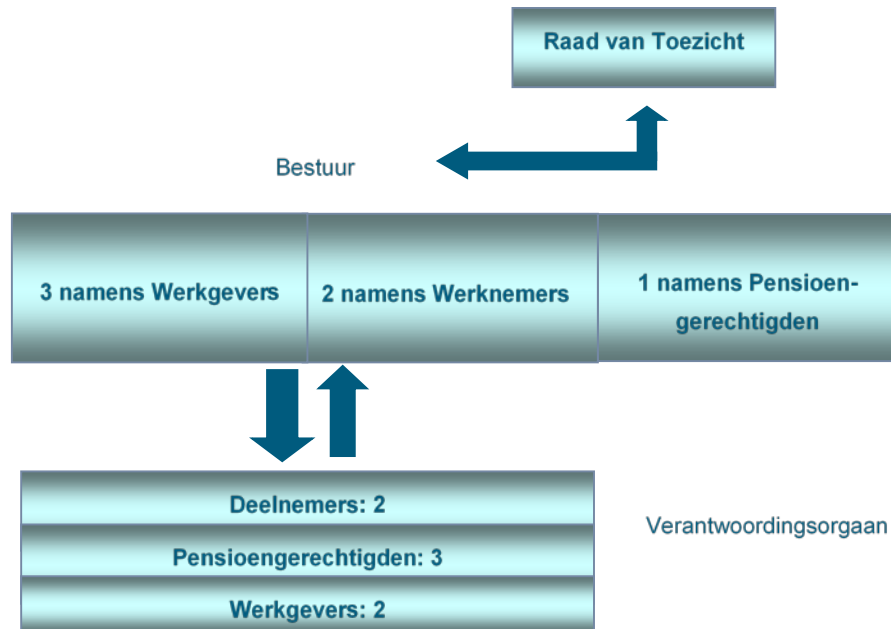 Raad van Toezicht
Bestuur
3 namens Werkgevers
2 namens Werknemers
1 namens Pensioen-
gerechtigden
Deelnemers: 2
Verantwoordingsorgaan
Pensioengerechtigden: 3
Werkgevers: 2